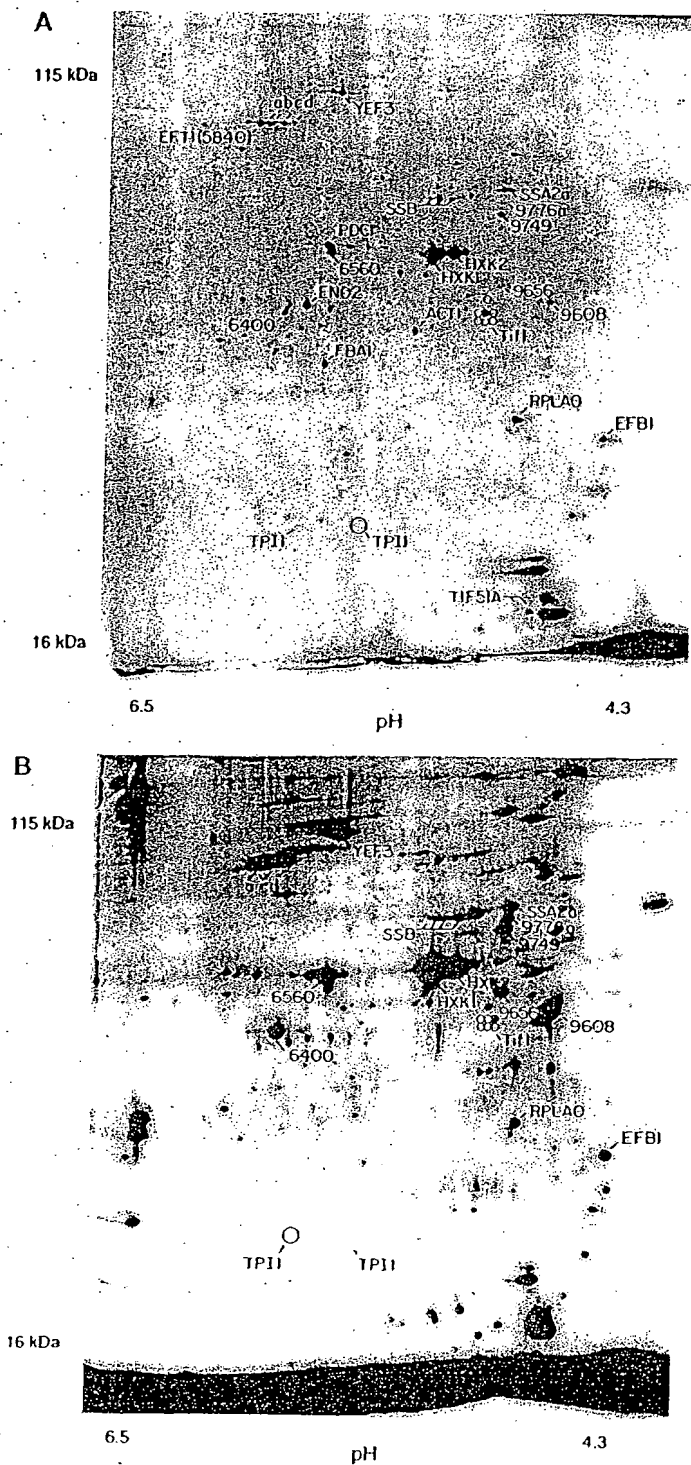 A
115 kDa
abcd
YEF3
EFT1(5840)
SSB
SSA2a
9776a
9749
PDC1
6560
HXK2
HXK1
ENO2
9656
6400
ACT1
9608
Tif1
FBA1
RPLA0
EFB1
TPI1
TPI1
TIF51A
16 kDa
6.5
4.3
pH
B
115 kDa
YEF3
SSB
9749
6560
HXK1
9656
9608
6400
Tif1
RPLA0
EFB1
TPI1
TPI1
16 kDa
6.5
4.3
pH